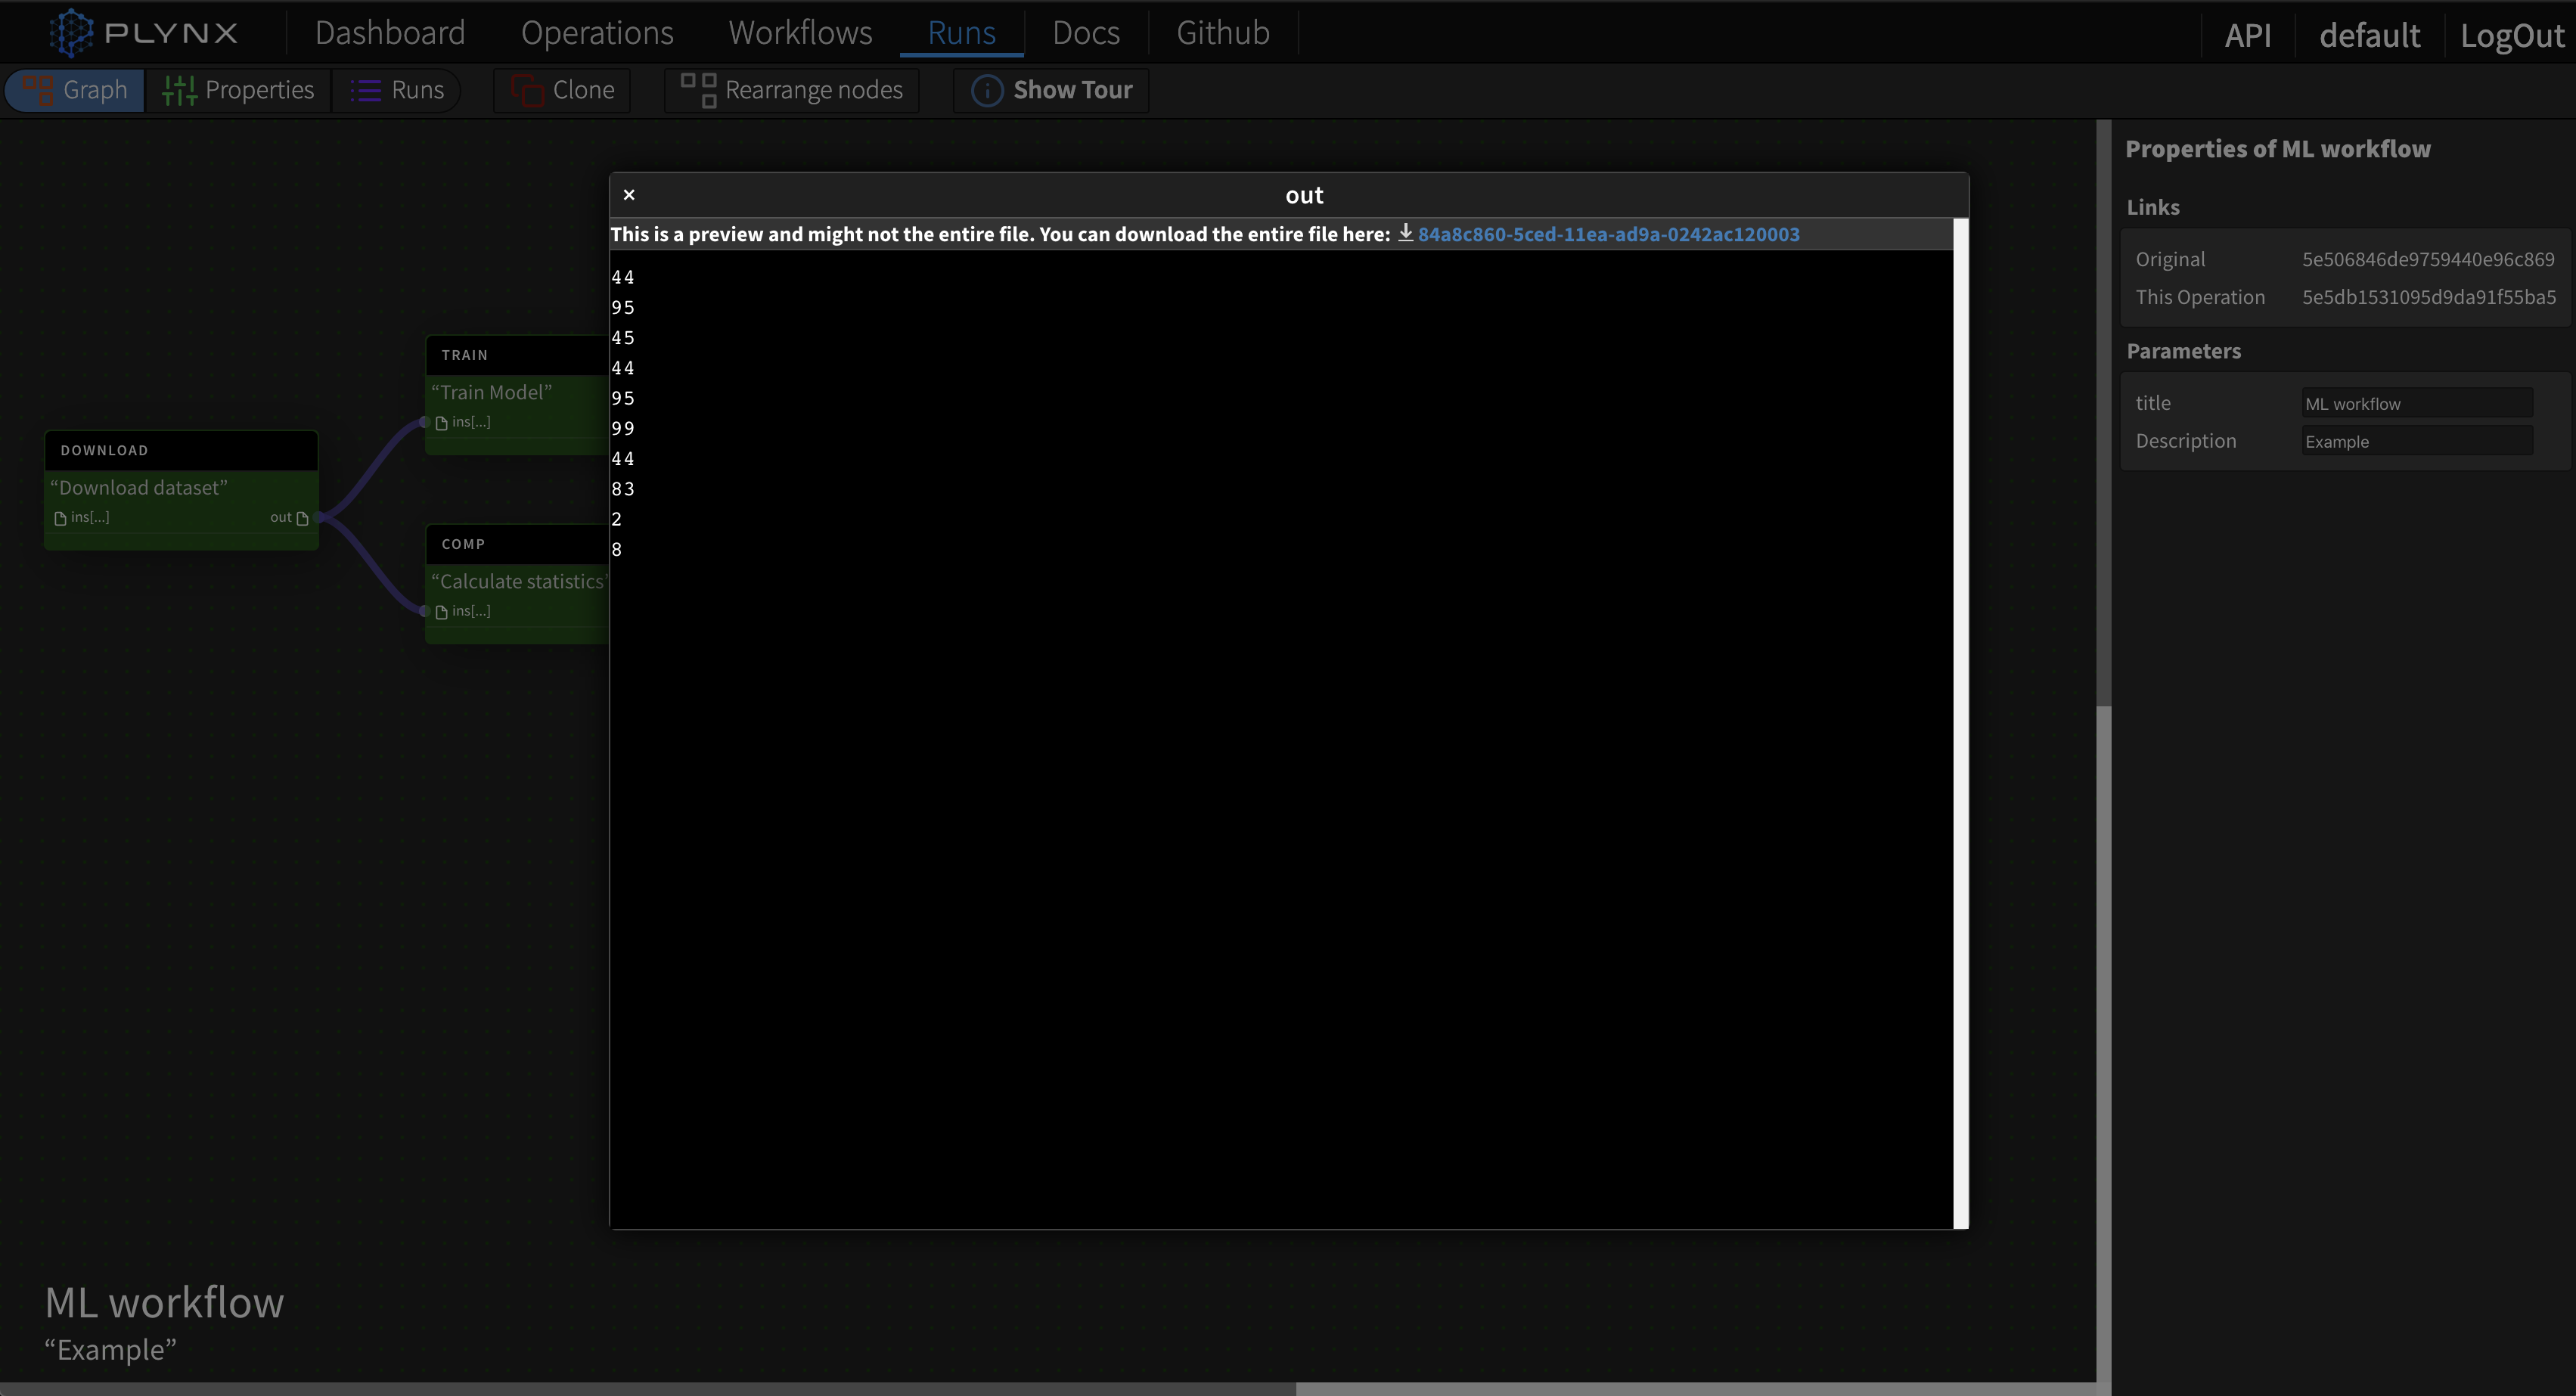 PLYNX Dashboard Operations Workflows Runs Docs Github API default LogOut
Graph Properties Runs Clone Rearrange nodes Show Tour
out
This is a preview and might not the entire file. You can download the entire file here: 84a8c860-5ced-11ea-ad9a-0242ac120003
44
95
45
44
95
99
44
83
2
8
TRAIN
“Train Model”
ins[...]
DOWNLOAD
“Download dataset”
ins[...] out
COMP
“Calculate statistics”
ins[...]
ML workflow
“Example”
Properties of ML workflow
Links
Original 5e506846de9759440e96c869
This Operation 5e5db1531095d9da91f55ba5
Parameters
title ML workflow
Description Example